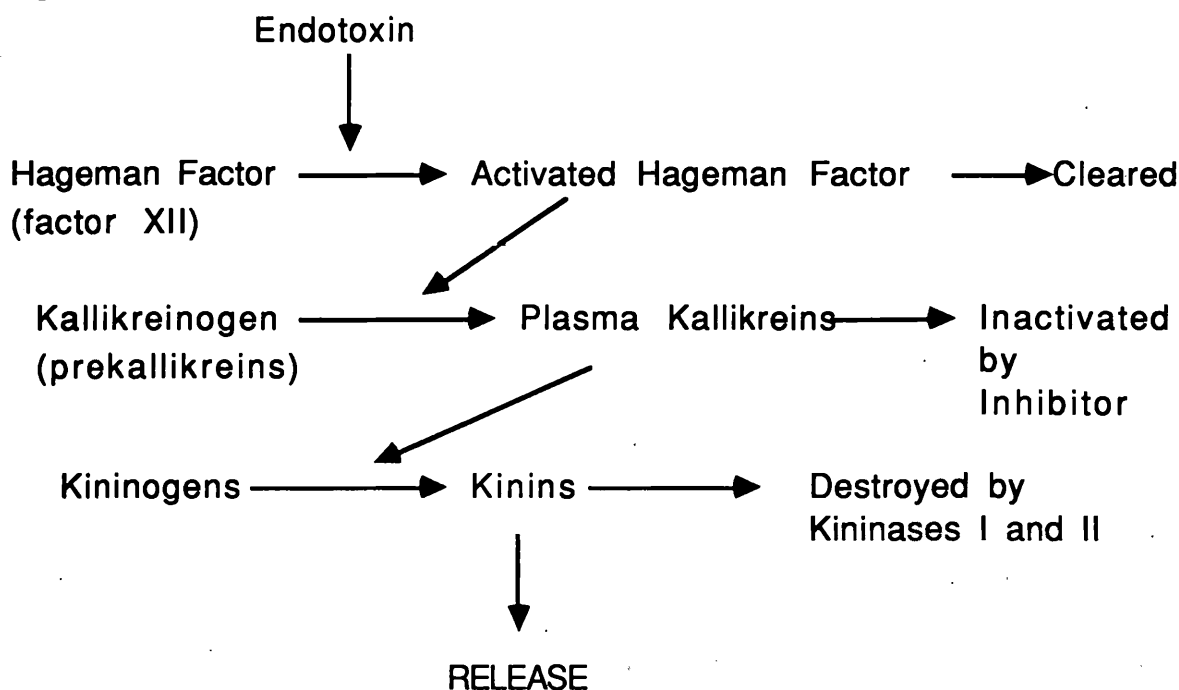 Endotoxin
Hageman Factor Activated Hageman Factor Cleared
(factor XII)
Kallikreinogen Plasma Kallikreins Inactivated
(prekallikreins) by
Inhibitor
Kininogens Kinins Destroyed by
Kininases I and II
RELEASE